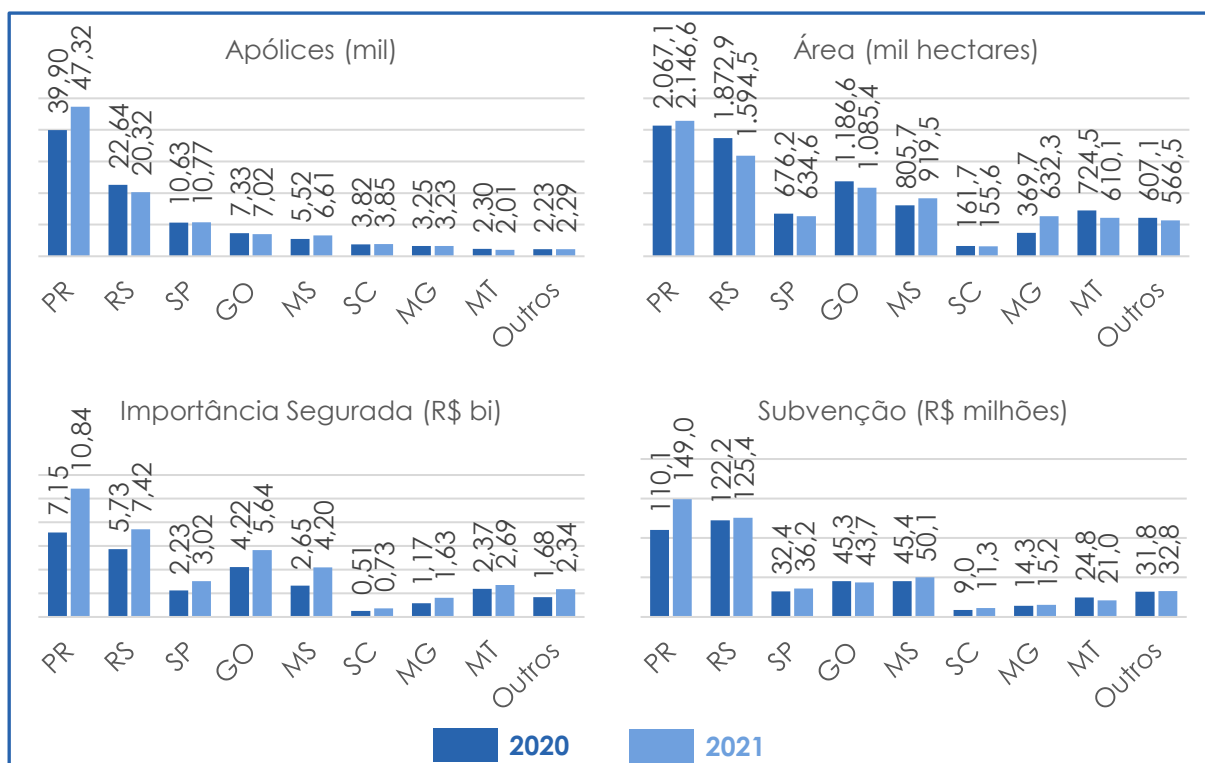 Apólices (mil)
39,90
47,32
22,64
20,32
10,63
10,77
7,33
7,02
5,52
6,61
3,82
3,85
3,25
3,23
2,30
2,01
2,23
2,29
PR
RS
SP
GO
MS
SC
MG
MT
Outros
Área (mil hectares)
2.067,1
2.146,6
1.872,9
1.594,5
676,2
634,6
1.186,6
1.085,4
805,7
919,5
161,7
155,6
369,7
632,3
724,5
610,1
607,1
566,5
PR
RS
SP
GO
MS
SC
MG
MT
Outros
Importância Segurada (R$ bi)
7,15
10,84
5,73
7,42
2,23
3,02
4,22
5,64
2,65
4,20
0,51
0,73
1,17
1,63
2,37
2,69
1,68
2,34
PR
RS
SP
GO
MS
SC
MG
MT
Outros
Subvenção (R$ milhões)
110,1
149,0
122,2
125,4
32,4
36,2
45,3
43,7
45,4
50,1
9,0
11,3
14,3
15,2
24,8
21,0
31,8
32,8
PR
RS
SP
GO
MS
SC
MG
MT
Outros
2020
2021